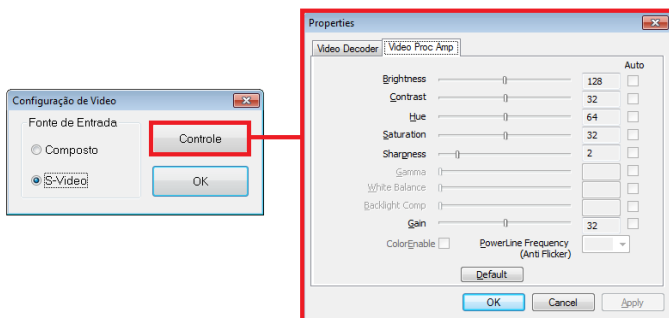 Configuração de Video
Fonte de Entrada
Composto
S-Video
Controle
OK
Properties
Video Decoder Video Proc Amp
Auto
Brightness 128
Contrast 32
Hue 64
Saturation 32
Sharpness 2
Gamma
White Balance
Backlight Comp
Gain 32
ColorEnable PowerLine Frequency
(Anti Flicker)
Default
OK Cancel Apply